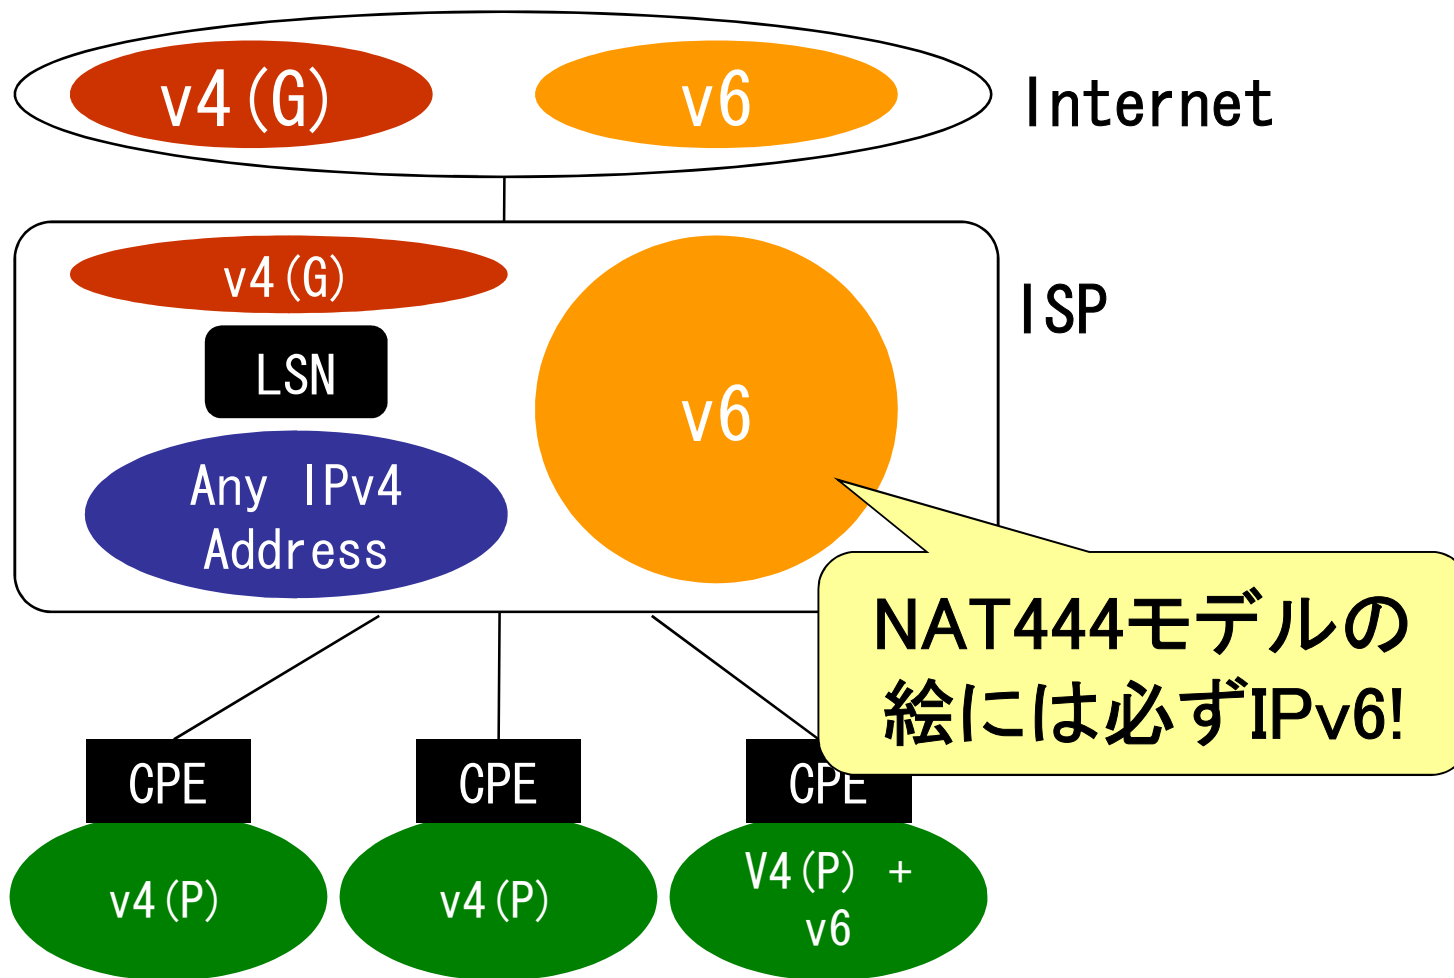 v4(G)
v6
Internet
v4(G)
ISP
LSN
v6
Any IPv4
Address
NAT444モデルの
絵には必ずIPv6!
CPE
CPE
CPE
v4(P)
v4(P)
V4(P) +
v6